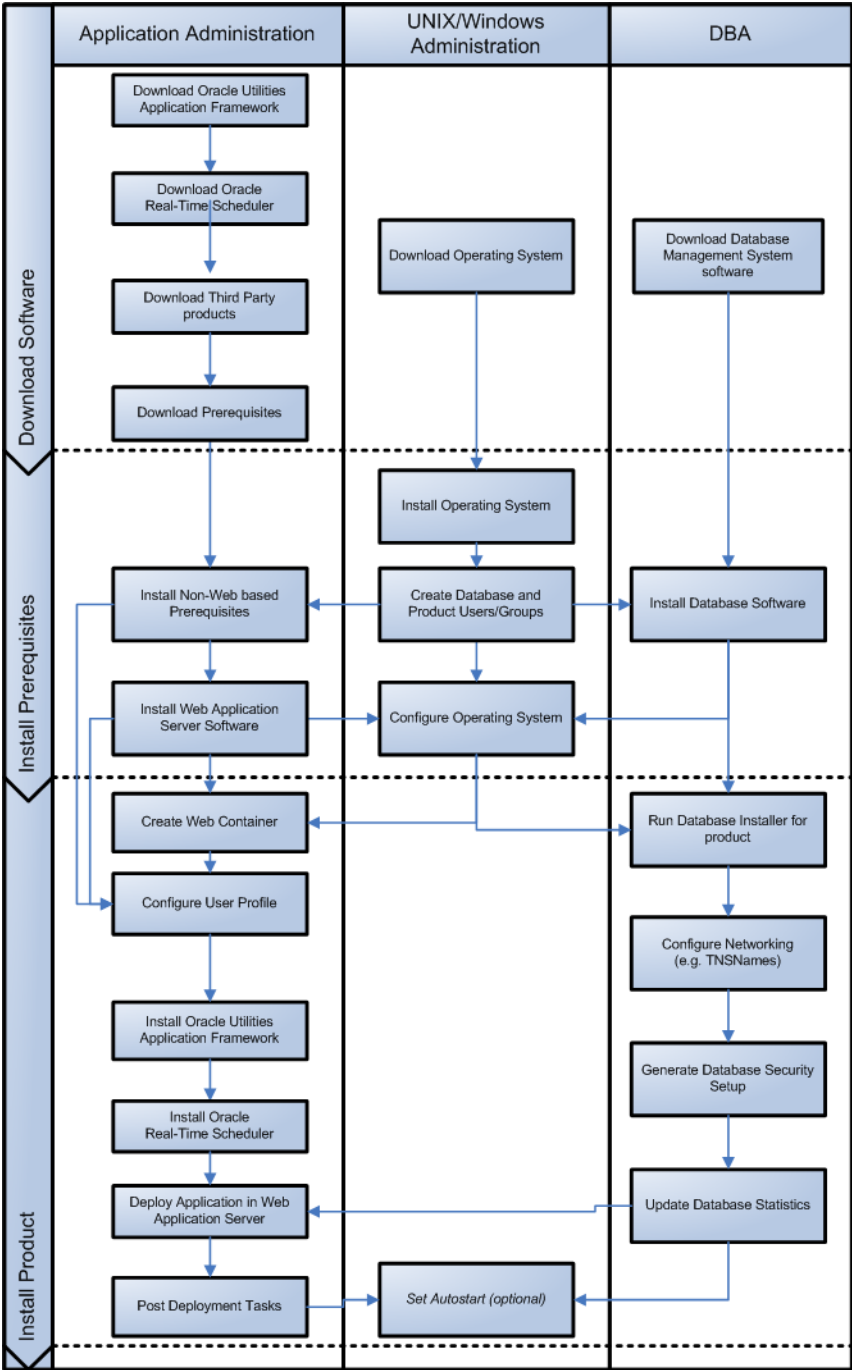 Application Administration
UNIX/Windows
Administration
DBA
Download Software
Download Oracle Utilities
Application Framework
Download Oracle
Real-Time Scheduler
Download Third Party
products
Download Prerequisites
Download Operating System
Download Database
Management System
software
Install Prerequisites
Install Operating System
Install Non-Web based
Prerequisites
Create Database and
Product Users/Groups
Install Database Software
Install Web Application
Server Software
Configure Operating System
Install Product
Create Web Container
Run Database Installer for
product
Configure User Profile
Configure Networking
(e.g. TNSNames)
Install Oracle Utilities
Application Framework
Generate Database Security
Setup
Install Oracle
Real-Time Scheduler
Deploy Application in Web
Application Server
Update Database Statistics
Post Deployment Tasks
Set Autostart (optional)